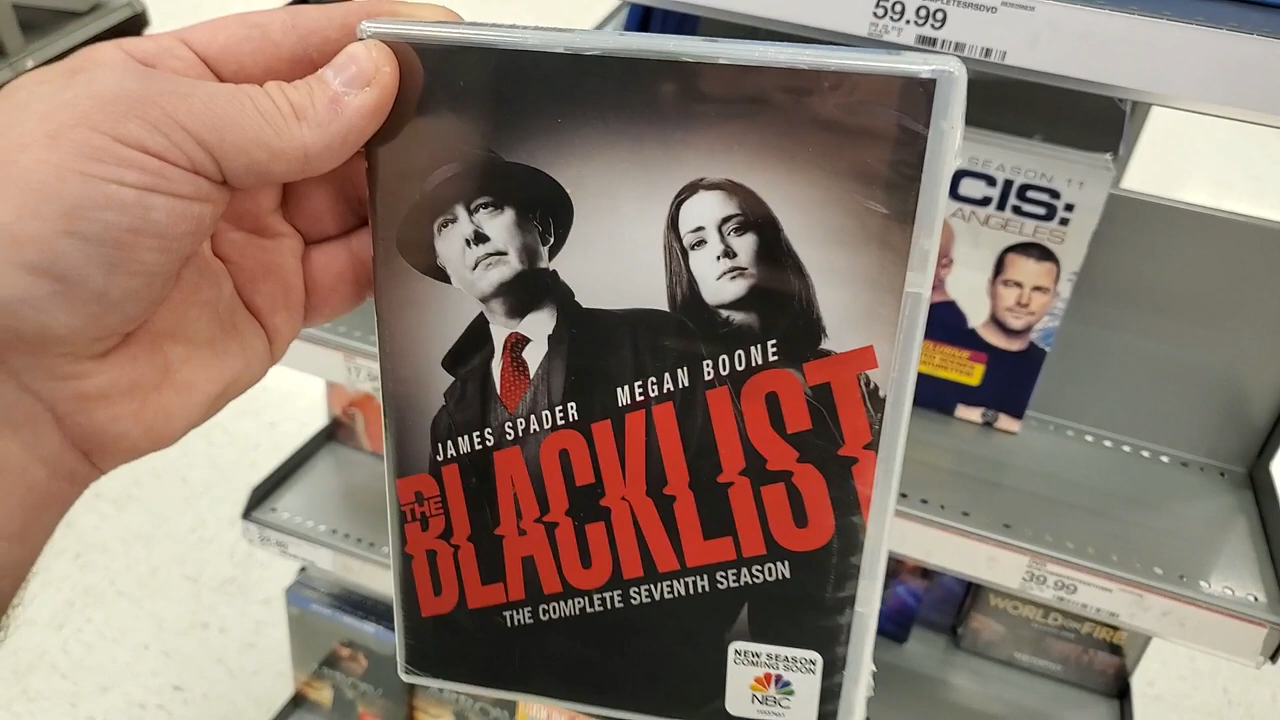 59.99
SEASON 11
CIS:
ANGELES
JAMES SPADER
MEGAN BOONE
THE
BLACKLIST
THE COMPLETE SEVENTH SEASON
NEW SEASON
COMING SOON
NBC
39.99
WORLD ON FIRE